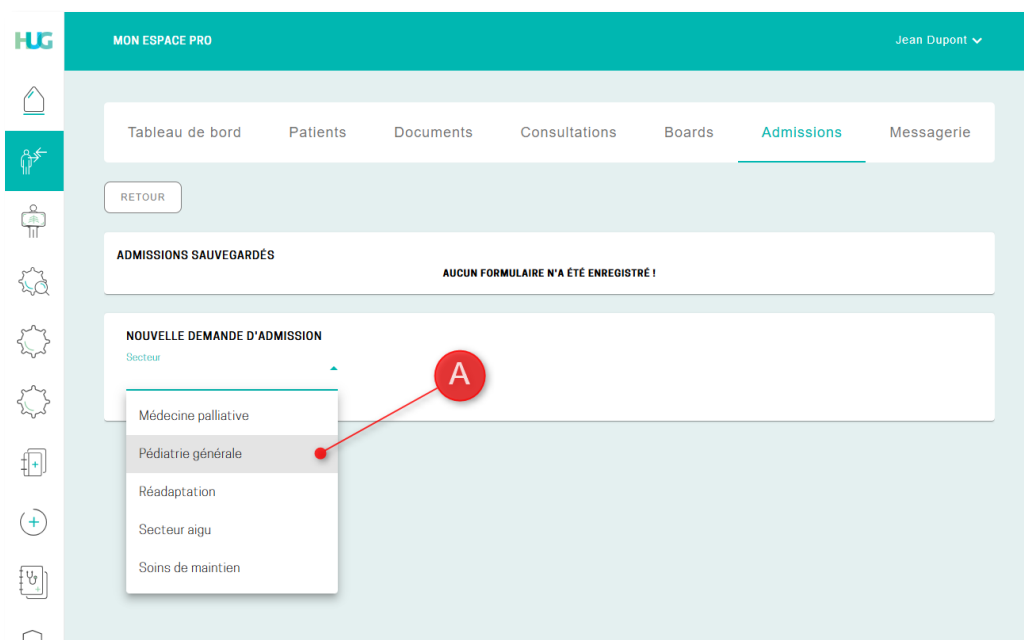 HUG
MON ESPACE PRO
Jean Dupont
Tableau de bord Patients Documents Consultations Boards Admissions Messagerie
RETOUR
ADMISSIONS SAUVEGARDÉS
AUCUN FORMULAIRE N'A ÉTÉ ENREGISTRÉ !
NOUVELLE DEMANDE D'ADMISSION
Secteur
A
Médecine palliative
Pédiatrie générale
Réadaptation
Secteur aigu
Soins de maintien